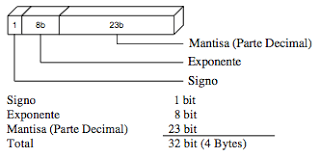 1 8b 23b
Mantisa (Parte Decimal)
Exponente
Signo
Signo 1 bit
Exponente 8 bit
Mantisa (Parte Decimal) 23 bit
Total 32 bit (4 Bytes)